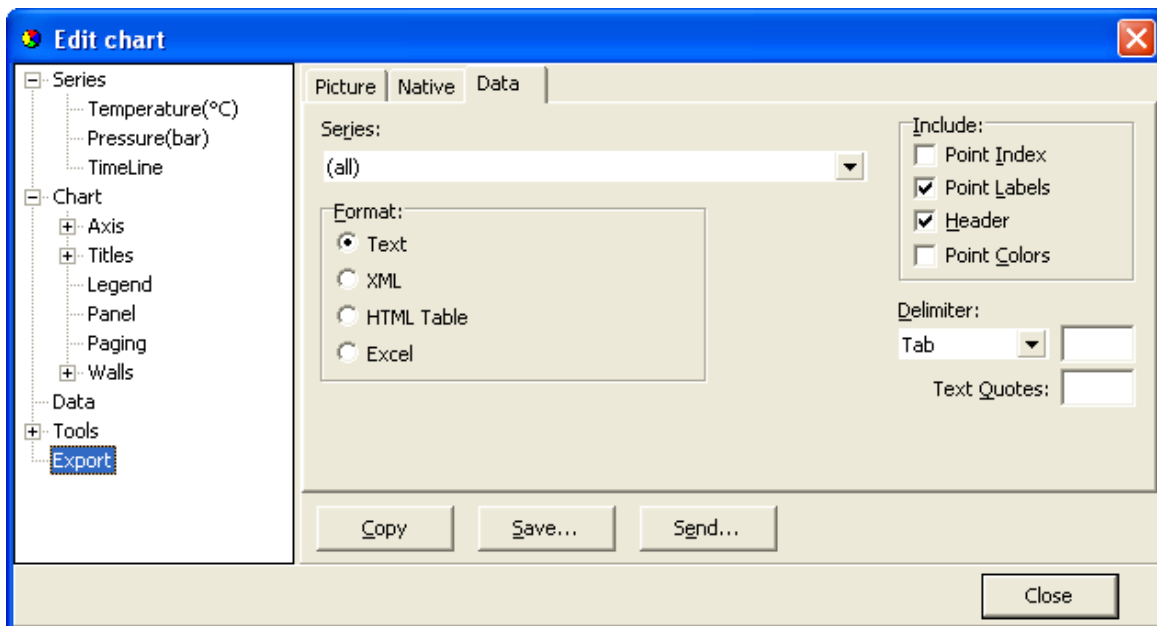 Edit chart
Series
Temperature(°C)
Pressure(bar)
TimeLine
Chart
Axis
Titles
Legend
Panel
Paging
Walls
Data
Tools
Export
Picture Native Data
Series:
(all)
Format:
Text
XML
HTML Table
Excel
Include:
Point Index
Point Labels
Header
Point Colors
Delimiter:
Tab
Text Quotes:
Copy Save... Send...
Close